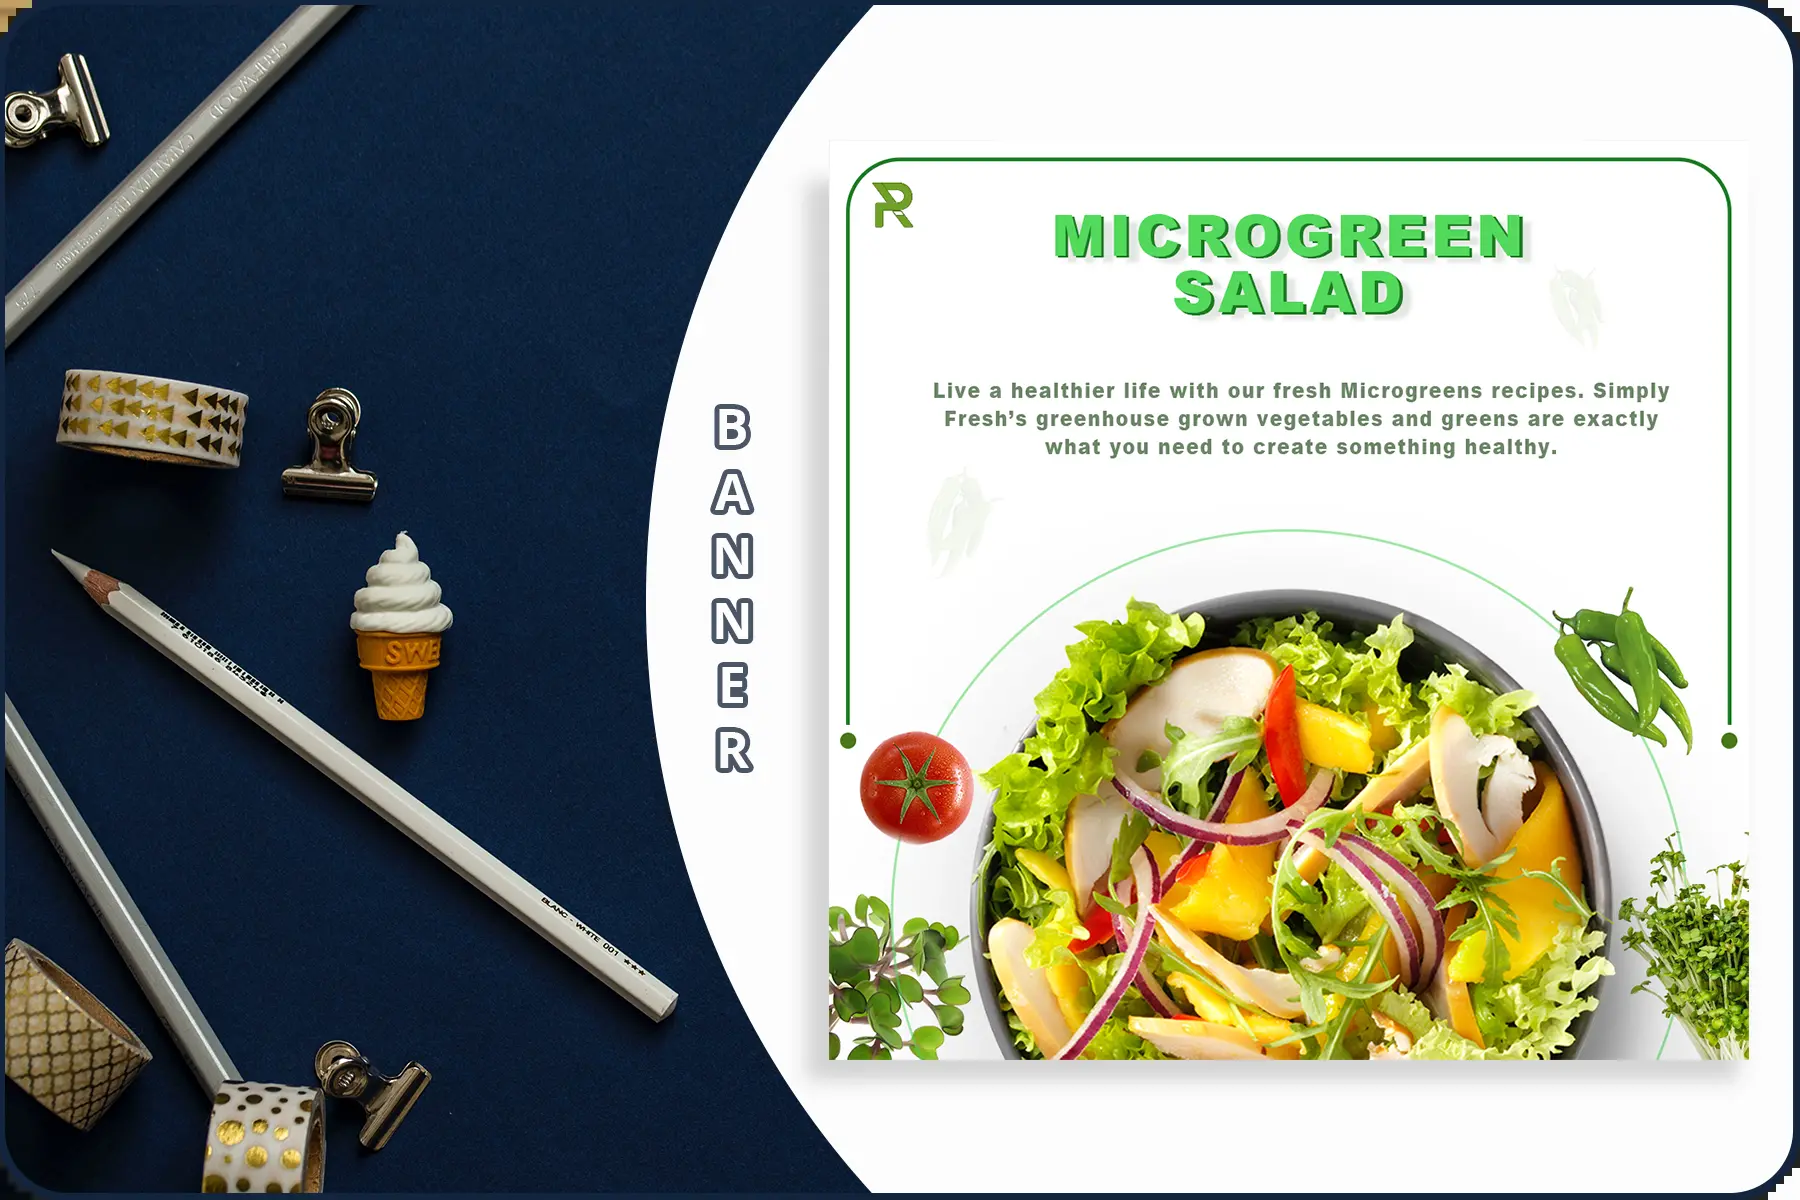 B
A
N
N
E
R
R
MICROGREEN
SALAD
Live a healthier life with our fresh Microgreens recipes. Simply
Fresh's greenhouse grown vegetables and greens are exactly
what you need to create something healthy.
SWE
BLANC - WHITE 001 ★★★